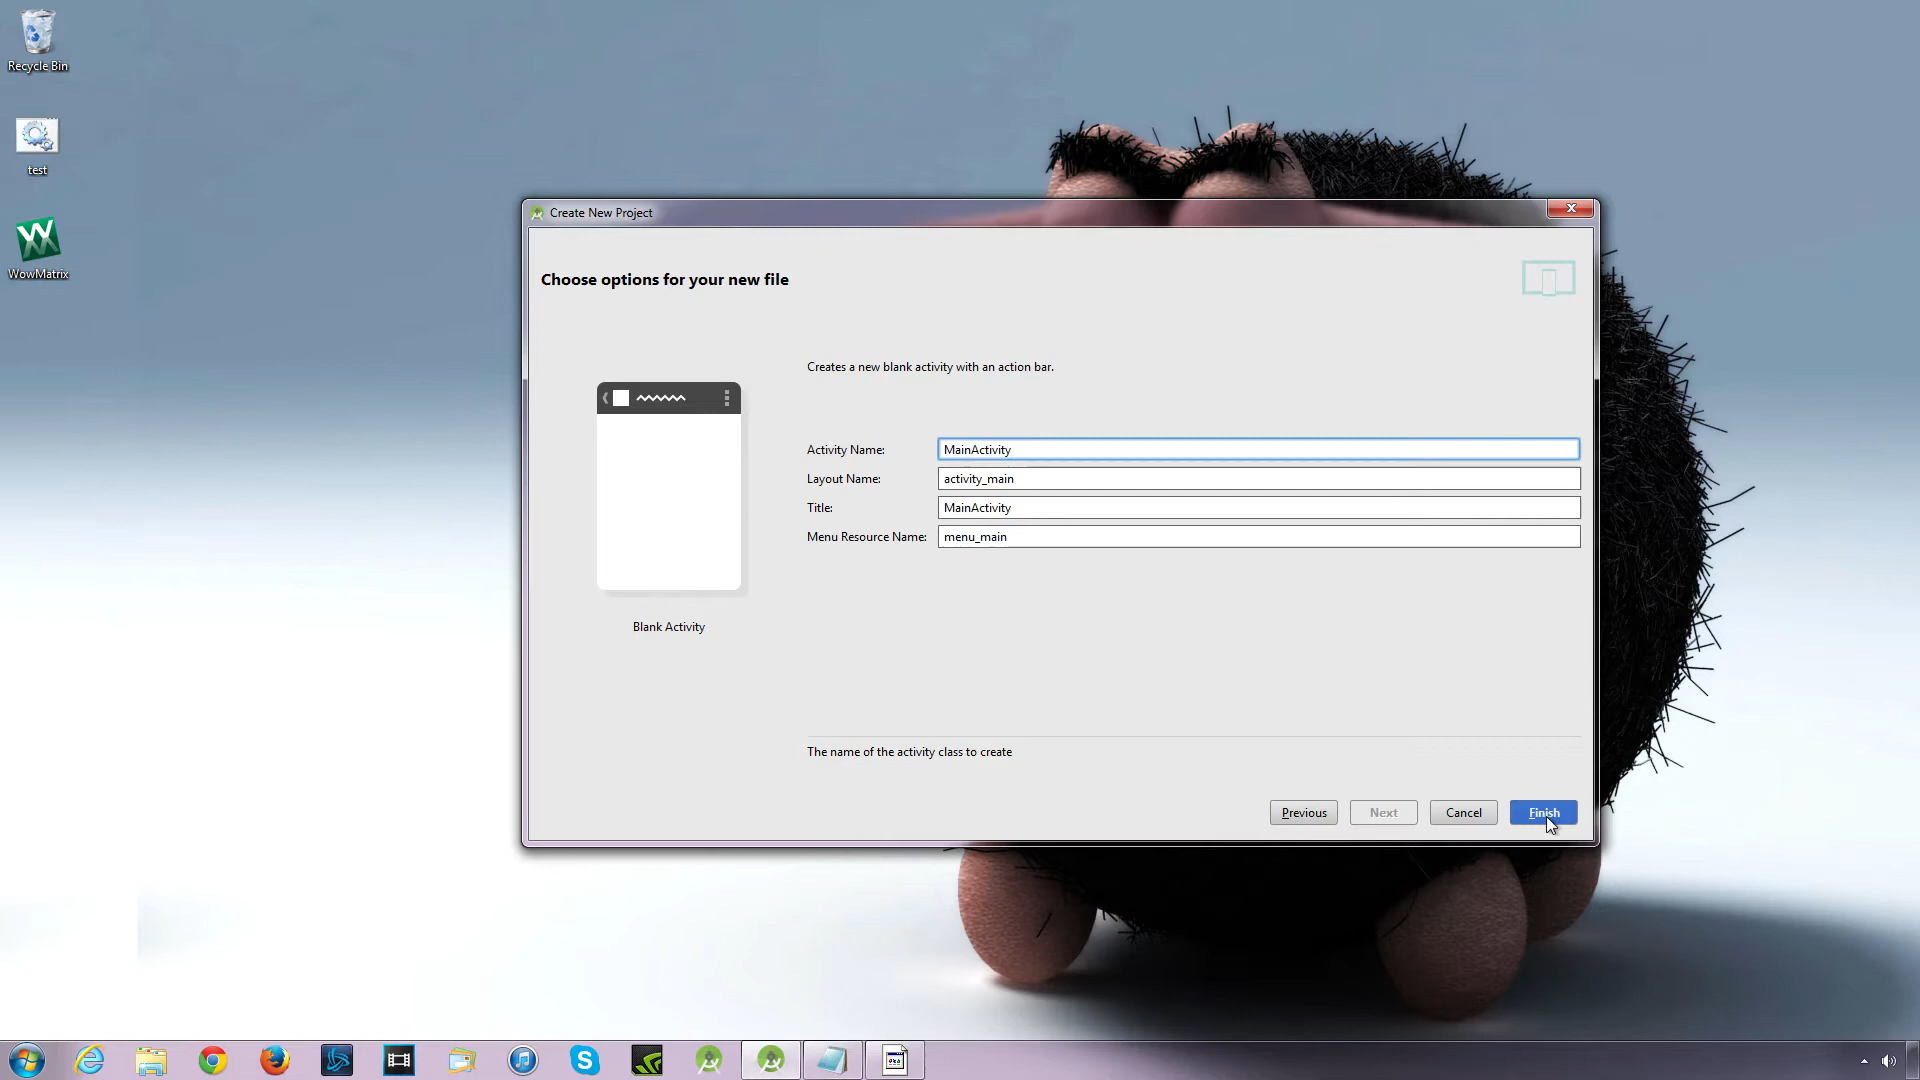 Recycle Bin
test
WowMatrix
Create New Project
Choose options for your new file
Creates a new blank activity with an action bar.
Activity Name: MainActivity
Layout Name: activity_main
Title: MainActivity
Menu Resource Name: menu_main
Blank Activity
The name of the activity class to create
Previous Next Cancel Finish